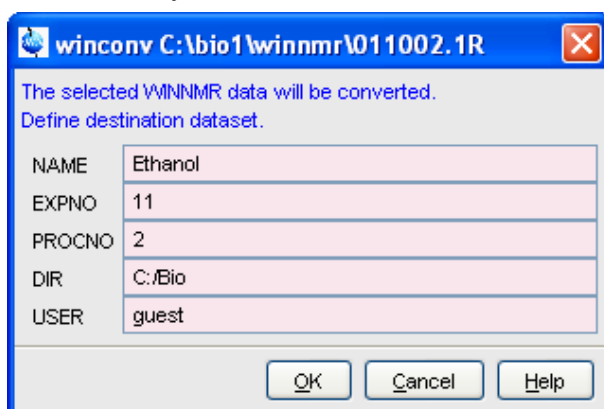 winconv C:\bio1\winnmr\011002.1R
The selected WINNMR data will be converted.
Define destination dataset.
NAME Ethanol
EXPNO 11
PROCNO 2
DIR C:/Bio
USER guest
OK Cancel Help